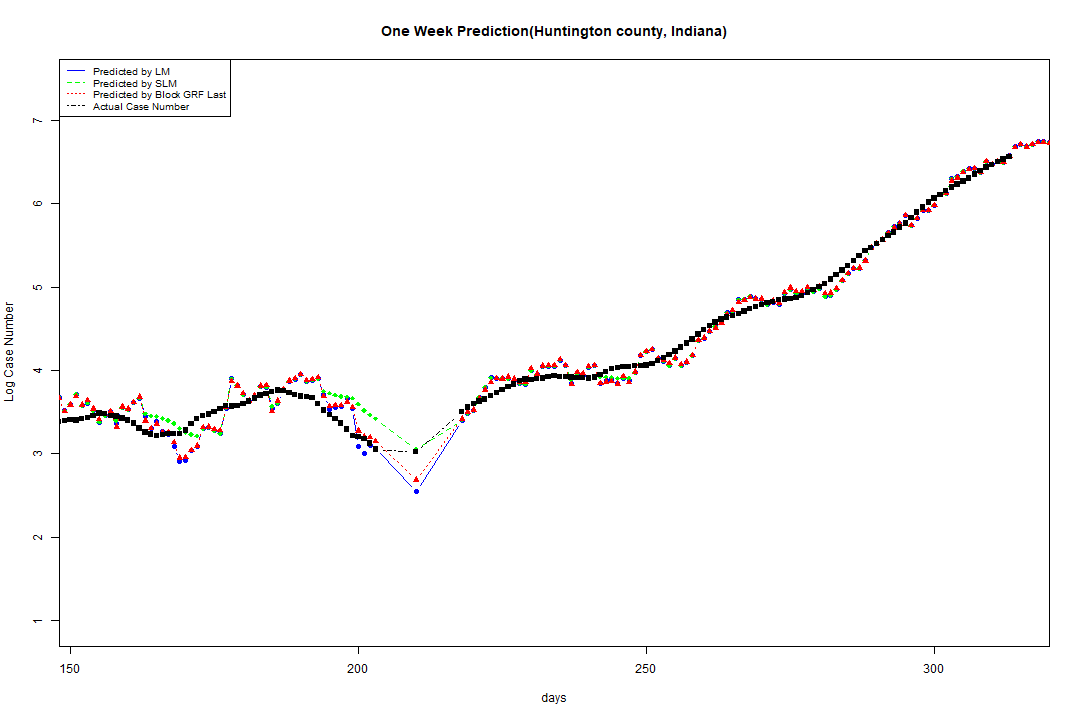 One Week Prediction(Huntington county, Indiana)
Predicted by LM
Predicted by SLM
Predicted by Block GRF Last
Actual Case Number
7
6
5
4
3
2
1
Log Case Number
150 200 250 300
days